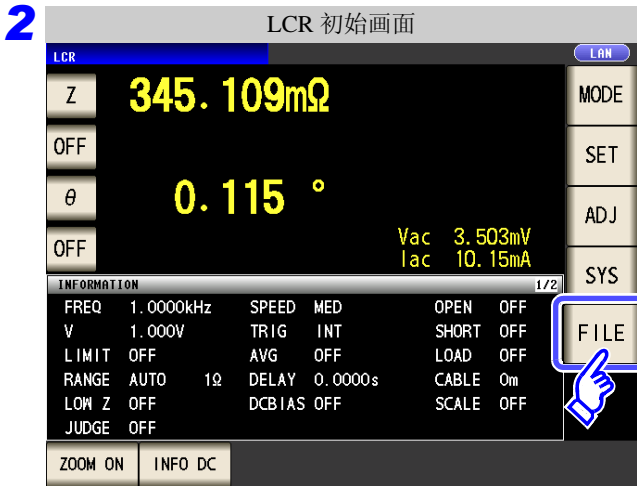 2
LCR 初始画面
LCR
LAN
Z 345.109mΩ
MODE
OFF
SET
θ 0.115 °
ADJ
OFF
Vac 3.503mV
Iac 10.15mA
SYS
INFORMATION 1/2
FREQ 1.0000kHz SPEED MED OPEN OFF
V 1.000V TRIG INT SHORT OFF
FILE
LIMIT OFF AVG OFF LOAD OFF
RANGE AUTO 1Ω DELAY 0.0000s CABLE 0m
LOW Z OFF DCBIAS OFF SCALE OFF
JUDGE OFF
ZOOM ON INFO DC